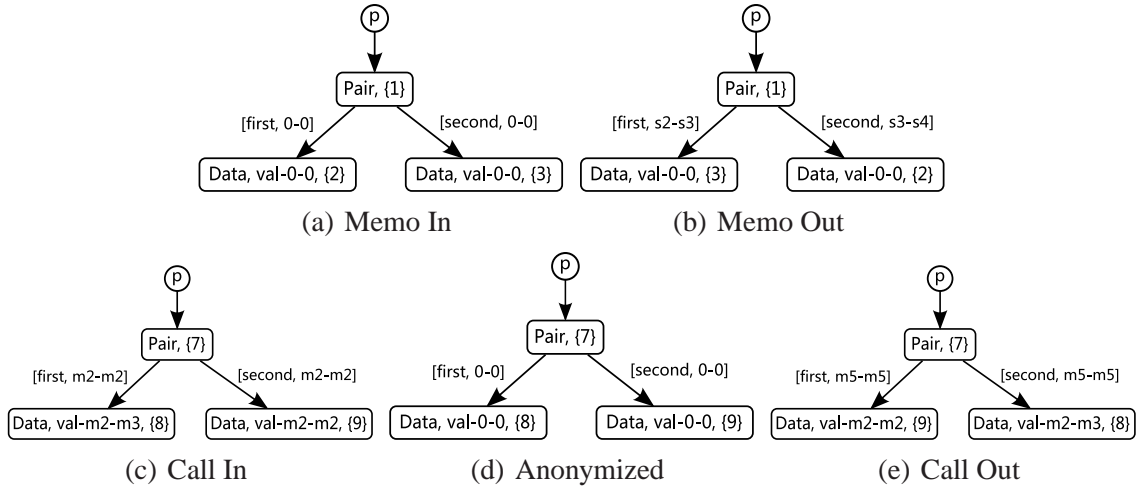 p
p
Pair, {1}
Pair, {1}
[first, 0-0]
[second, 0-0]
[first, s2-s3]
[second, s3-s4]
Data, val-0-0, {2}
Data, val-0-0, {3}
Data, val-0-0, {3}
Data, val-0-0, {2}
(a) Memo In
(b) Memo Out
p
p
p
Pair, {7}
Pair, {7}
Pair, {7}
[first, m2-m2]
[second, m2-m2]
[first, 0-0]
[second, 0-0]
[first, m5-m5]
[second, m5-m5]
Data, val-m2-m3, {8}
Data, val-m2-m2, {9}
Data, val-0-0, {8}
Data, val-0-0, {9}
Data, val-m2-m2, {9}
Data, val-m2-m3, {8}
(c) Call In
(d) Anonymized
(e) Call Out